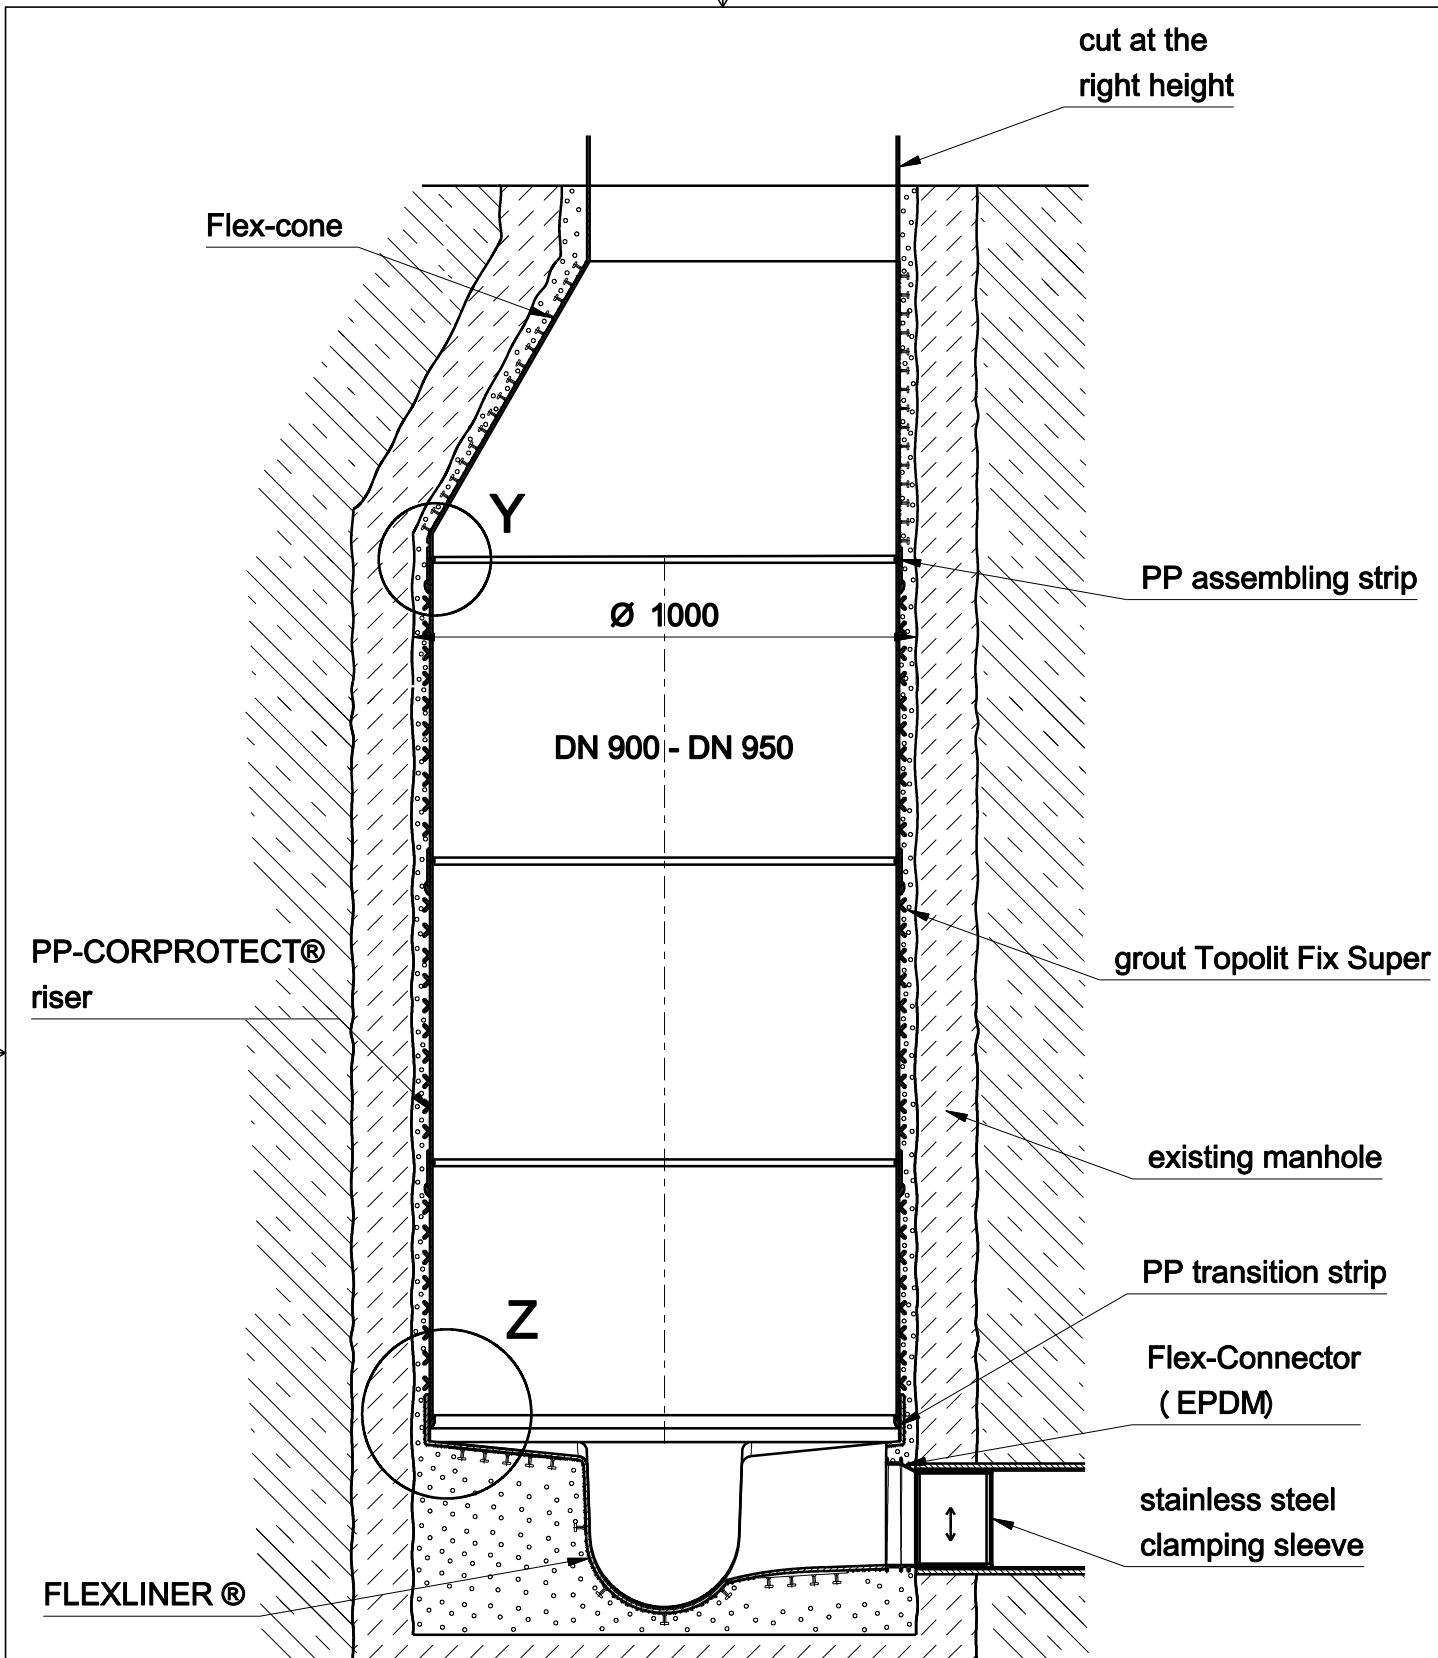 cut at the
right height
Flex-cone
Y
PP assembling strip
Ø 1000
DN 900 - DN 950
PP-CORPROTECT®
riser
grout Topolit Fix Super
existing manhole
PP transition strip
Z
Flex-Connector
( EPDM)
stainless steel
clamping sleeve
FLEXLINER ®